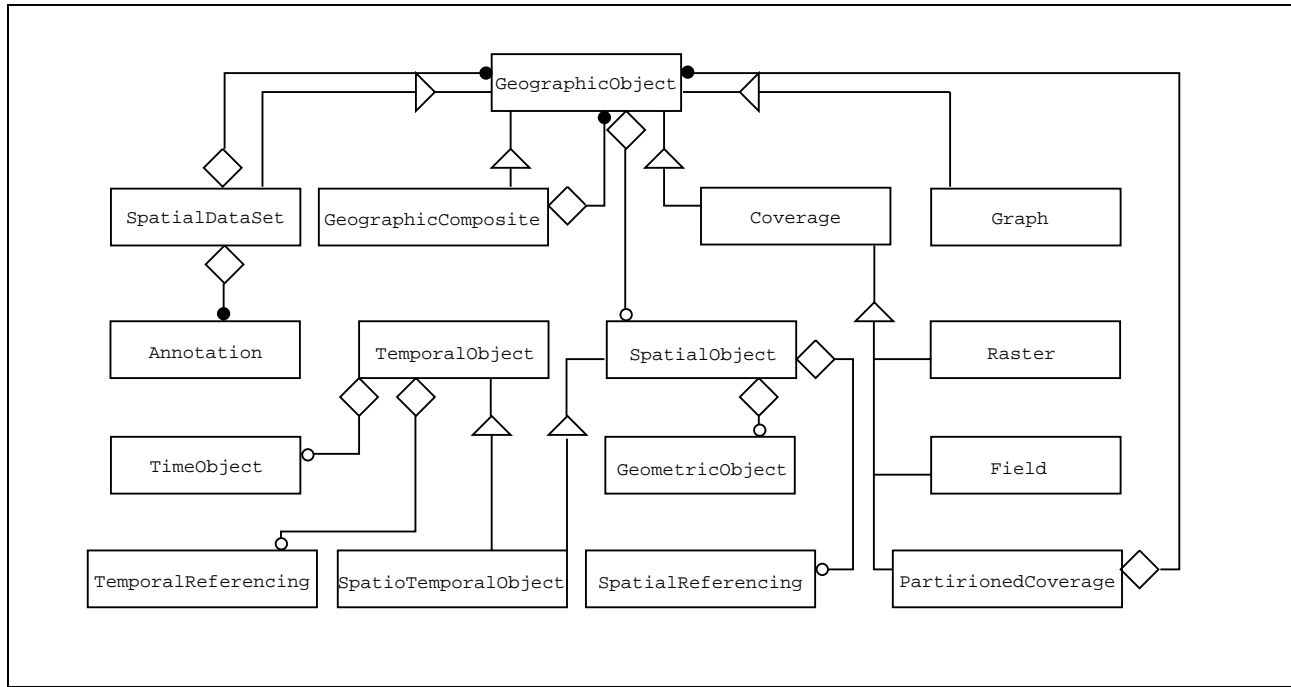 GeographicObject
SpatialDataSet
GeographicComposite
Coverage
Graph
Annotation
TemporalObject
SpatialObject
Raster
TimeObject
GeometricObject
Field
TemporalReferencing
SpatioTemporalObject
SpatialReferencing
PartirionedCoverage